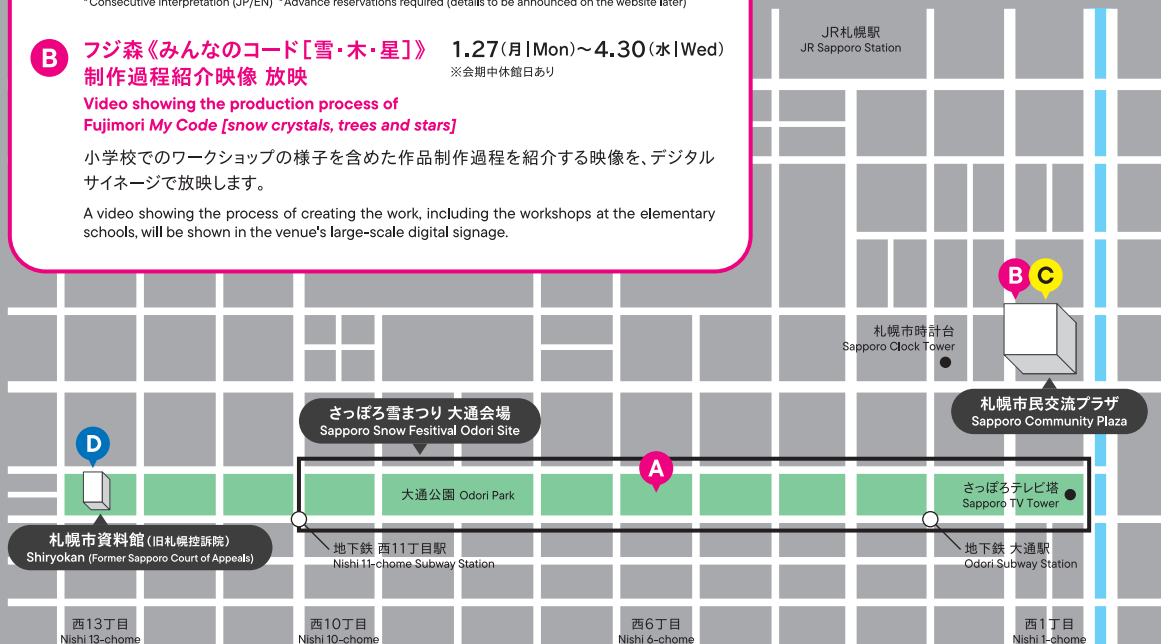 *Consecutive interpretation (JP/EN) *Advance reservations required (details to be announced on the website later)
B
フジ森《みんなのコード[雪・木・星]》
制作過程紹介映像 放映
1.27(月|Mon)〜4.30(水|Wed)
※会期中休館日あり
Video showing the production process of
Fujimori My Code [snow crystals, trees and stars]
小学校でのワークショップの様子を含めた作品制作過程を紹介する映像を、デジタル
サイネージで放映します。
A video showing the process of creating the work, including the workshops at the elementary
schools, will be shown in the venue's large-scale digital signage.
JR札幌駅
JR Sapporo Station
B
C
札幌市時計台
Sapporo Clock Tower
札幌市民交流プラザ
Sapporo Community Plaza
さっぽろ雪まつり 大通会場
Sapporo Snow Fesitival Odori Site
D
A
大通公園 Odori Park
さっぽろテレビ塔
Sapporo TV Tower
札幌市資料館(旧札幌控訴院)
Shiryokan (Former Sapporo Court of Appeals)
地下鉄 西11丁目駅
Nishi 11-chome Subway Station
地下鉄 大通駅
Odori Subway Station
西13丁目
Nishi 13-chome
西10丁目
Nishi 10-chome
西6丁目
Nishi 6-chome
西1丁目
Nishi 1-chome